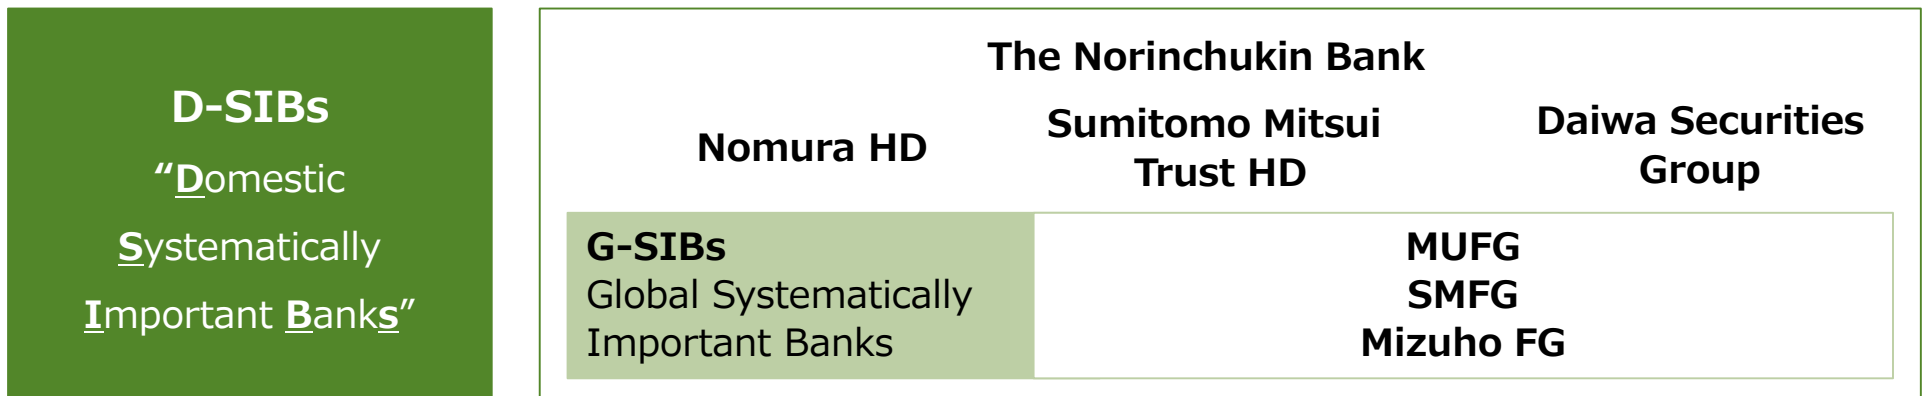 D-SIBs
“Domestic
Systematically
Important Banks”
The Norinchukin Bank
Nomura HD
Sumitomo Mitsui
Trust HD
Daiwa Securities
Group
G-SIBs
Global Systematically
Important Banks
MUFG
SMFG
Mizuho FG